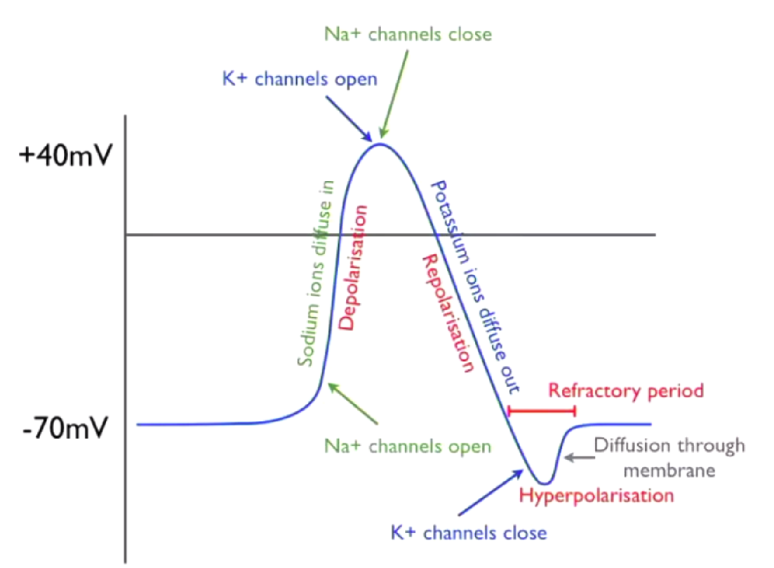 Na+ channels close
K+ channels open
+40mV
Sodium ions diffuse in
Depolarisation
Potassium ions diffuse out
Repolarisation
Refractory period
-70mV
Na+ channels open
Diffusion through
membrane
Hyperpolarisation
K+ channels close